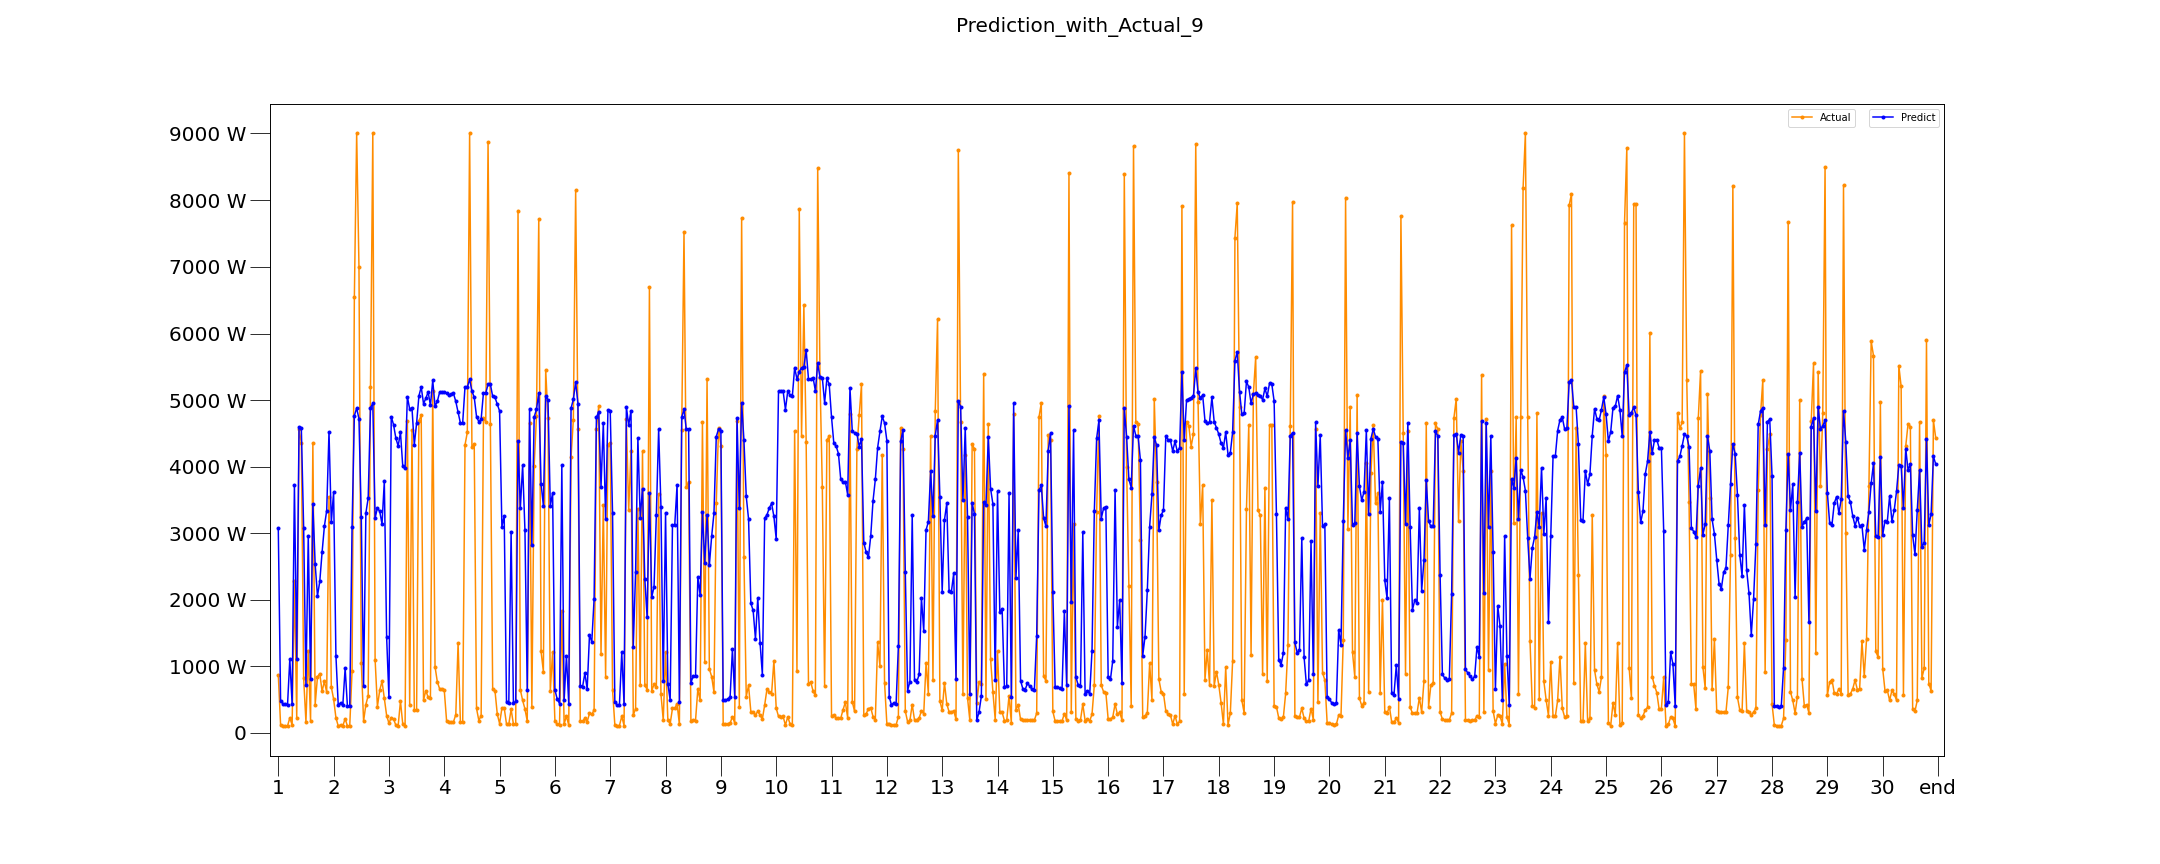 Prediction_with_Actual_9
Actual Predict
9000 W
8000 W
7000 W
6000 W
5000 W
4000 W
3000 W
2000 W
1000 W
0
1 2 3 4 5 6 7 8 9 10 11 12 13 14 15 16 17 18 19 20 21 22 23 24 25 26 27 28 29 30 end